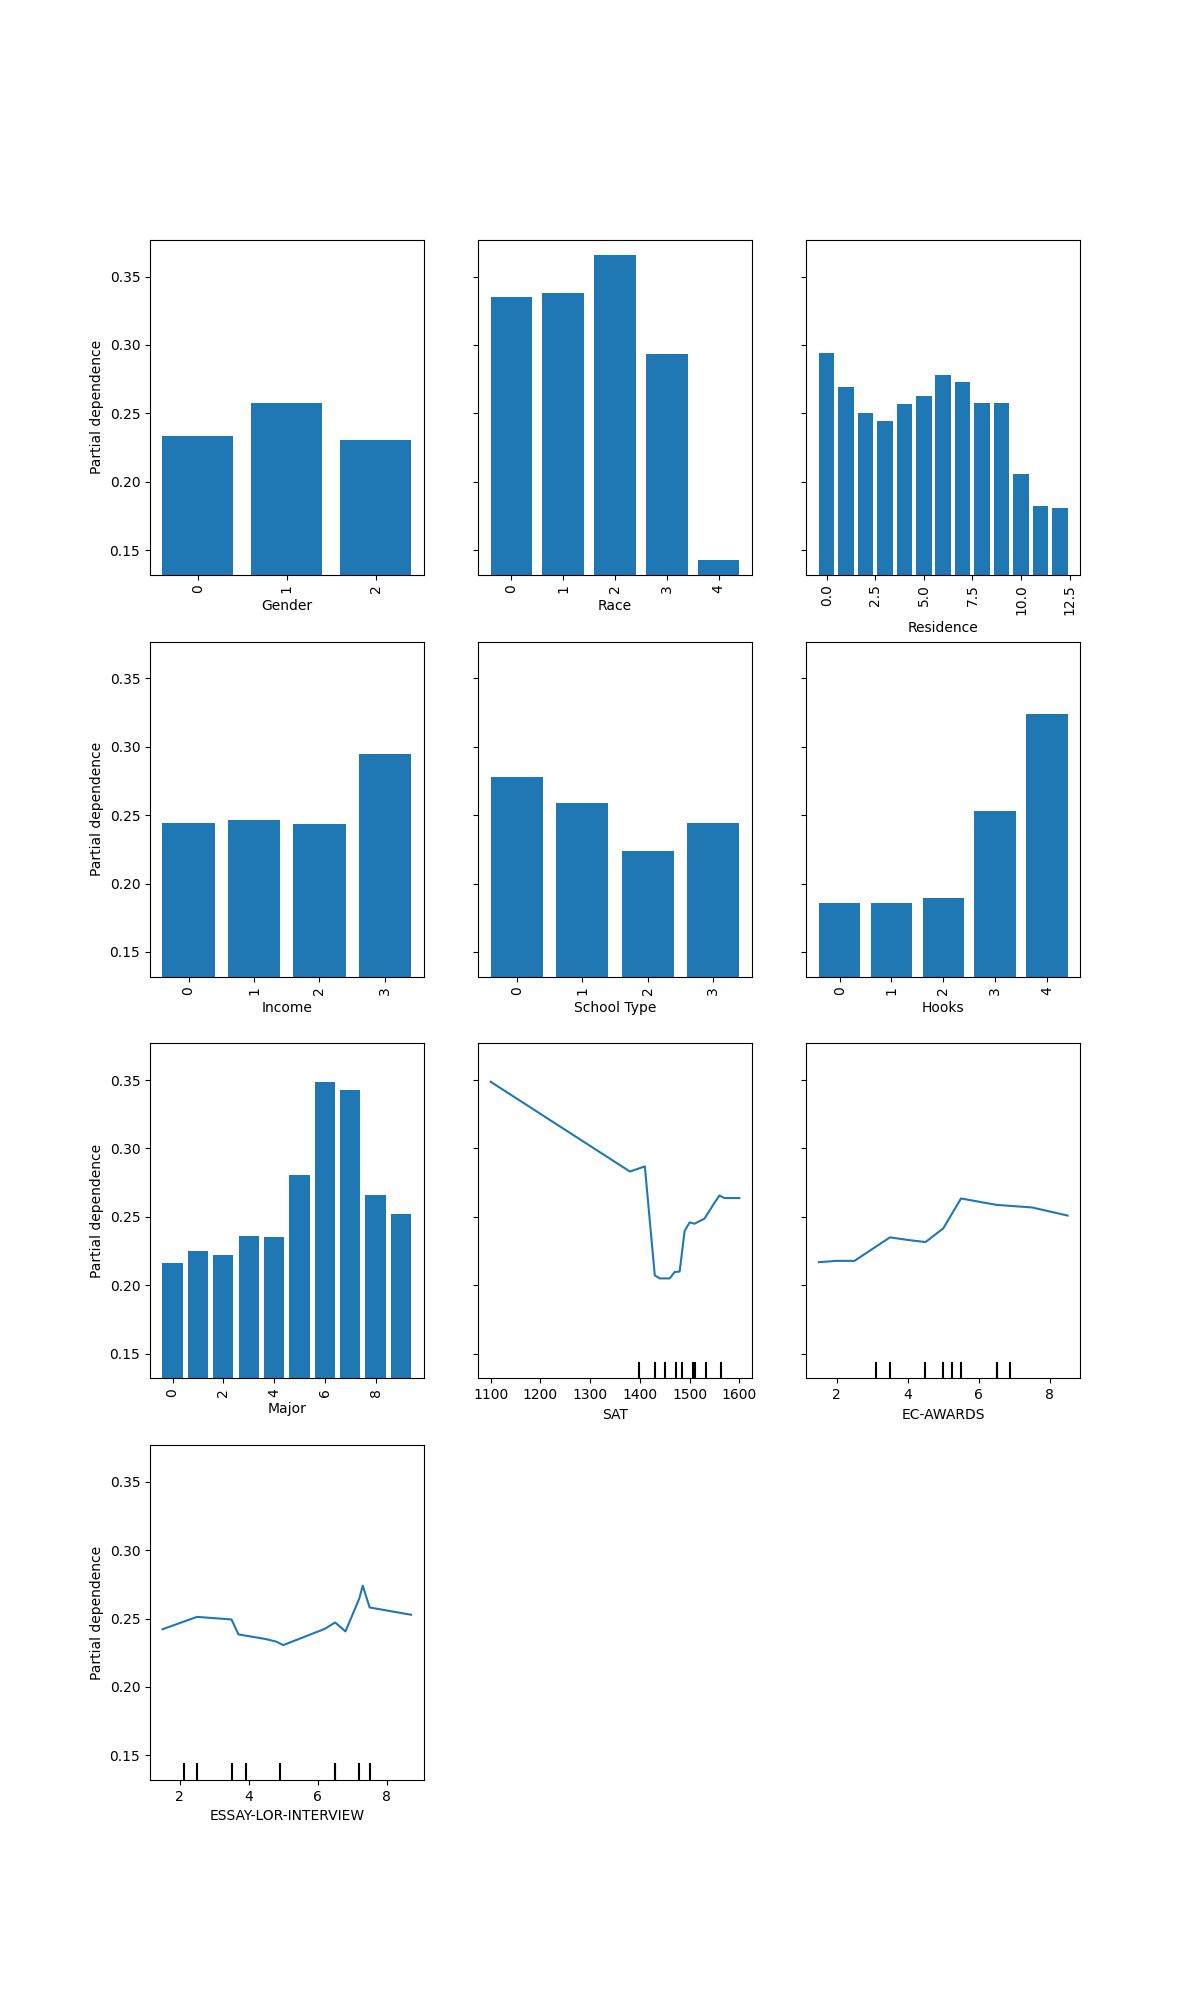 Partial dependence
0.35
0.30
0.25
0.20
0.15
0 1 2
Gender
0 1 2 3 4
Race
0.0 2.5 5.0 7.5 10.0 12.5
Residence
Partial dependence
0.35
0.30
0.25
0.20
0.15
0 1 2 3
Income
0 1 2 3
School Type
0 1 2 3 4
Hooks
Partial dependence
0.35
0.30
0.25
0.20
0.15
0 2 4 6 8
Major
1100 1200 1300 1400 1500 1600
SAT
2 4 6 8
EC-AWARDS
Partial dependence
0.35
0.30
0.25
0.20
0.15
0 1 2 3
2 4 6 8
ESSAY-LOR-INTERVIEW